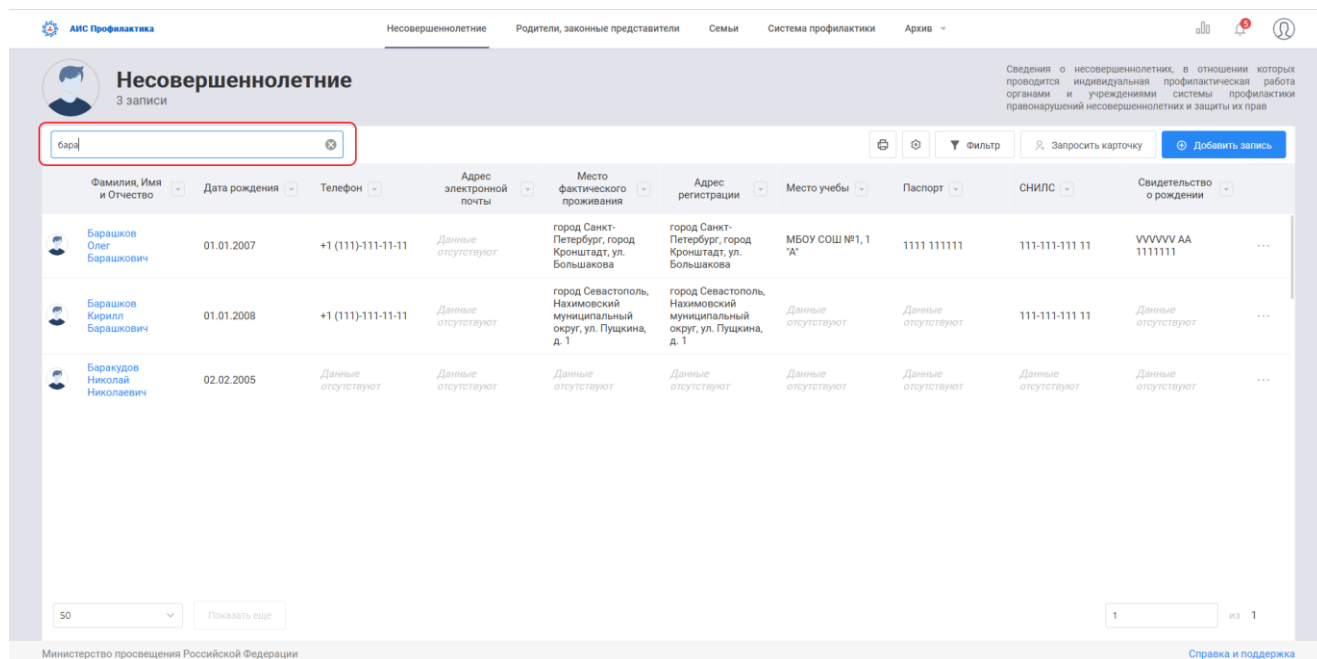 АИС Профилактика
Несовершеннолетние
Родители, законные представители
Семьи
Система профилактики
Архив
5
Несовершеннолетние
3 записи
Сведения о несовершеннолетних, в отношении которых
проводится индивидуальная профилактическая работа
органами и учреждениями системы профилактики
правонарушений несовершеннолетних и защиты их прав
бара
Фильтр
Запросить карточку
Добавить запись
Фамилия, Имя
и Отчество
Дата рождения
Телефон
Адрес
электронной
почты
Место
фактического
проживания
Адрес
регистрации
Место учебы
Паспорт
СНИЛС
Свидетельство
о рождении
Барашков
Олег
Барашкович
01.01.2007
+1 (111)-111-11-11
Данные
отсутствуют
город Санкт-
Петербург, город
Кронштадт, ул.
Большакова
город Санкт-
Петербург, город
Кронштадт, ул.
Большакова
МБОУ СОШ №1, 1
"А"
1111 111111
111-111-111 11
VVVVVV АА
1111111
Барашков
Кирилл
Барашкович
01.01.2008
+1 (111)-111-11-11
Данные
отсутствуют
город Севастополь,
Нахимовский
муниципальный
округ, ул. Пущкина,
д. 1
город Севастополь,
Нахимовский
муниципальный
округ, ул. Пущкина,
д. 1
Данные
отсутствуют
Данные
отсутствуют
111-111-111 11
Данные
отсутствуют
Баракудов
Николай
Николаевич
02.02.2005
Данные
отсутствуют
Данные
отсутствуют
Данные
отсутствуют
Данные
отсутствуют
Данные
отсутствуют
Данные
отсутствуют
Данные
отсутствуют
Данные
отсутствуют
50
Показать еще
1
из 1
Министерство просвещения Российской Федерации
Справка и поддержка